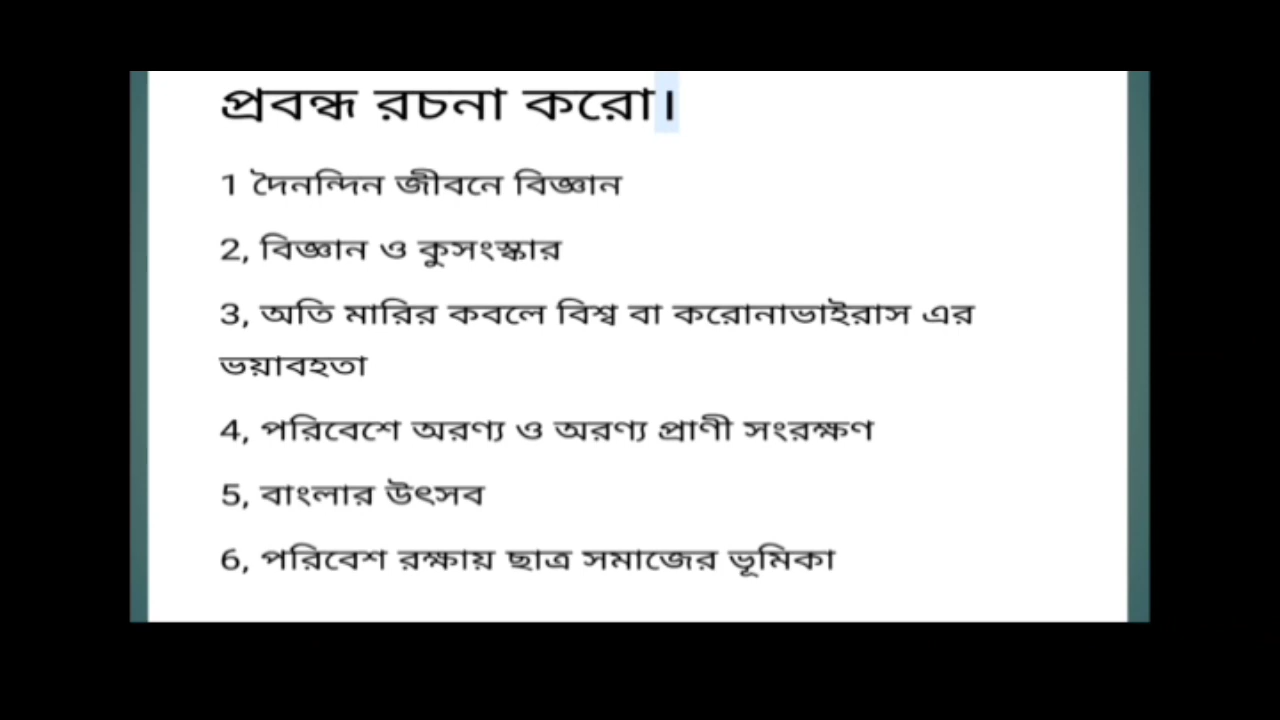 প্রবন্ধ রচনা করো।
1 দৈনন্দিন জীবনে বিজ্ঞান
2, বিজ্ঞান ও কুসংস্কার
3, অতি মারির কবলে বিশ্ব বা করোনাভাইরাস এর
ভয়াবহতা
4, পরিবেশে অরণ্য ও অরণ্য প্রাণী সংরক্ষণ
5, বাংলার উৎসব
6, পরিবেশ রক্ষায় ছাত্র সমাজের ভূমিকা